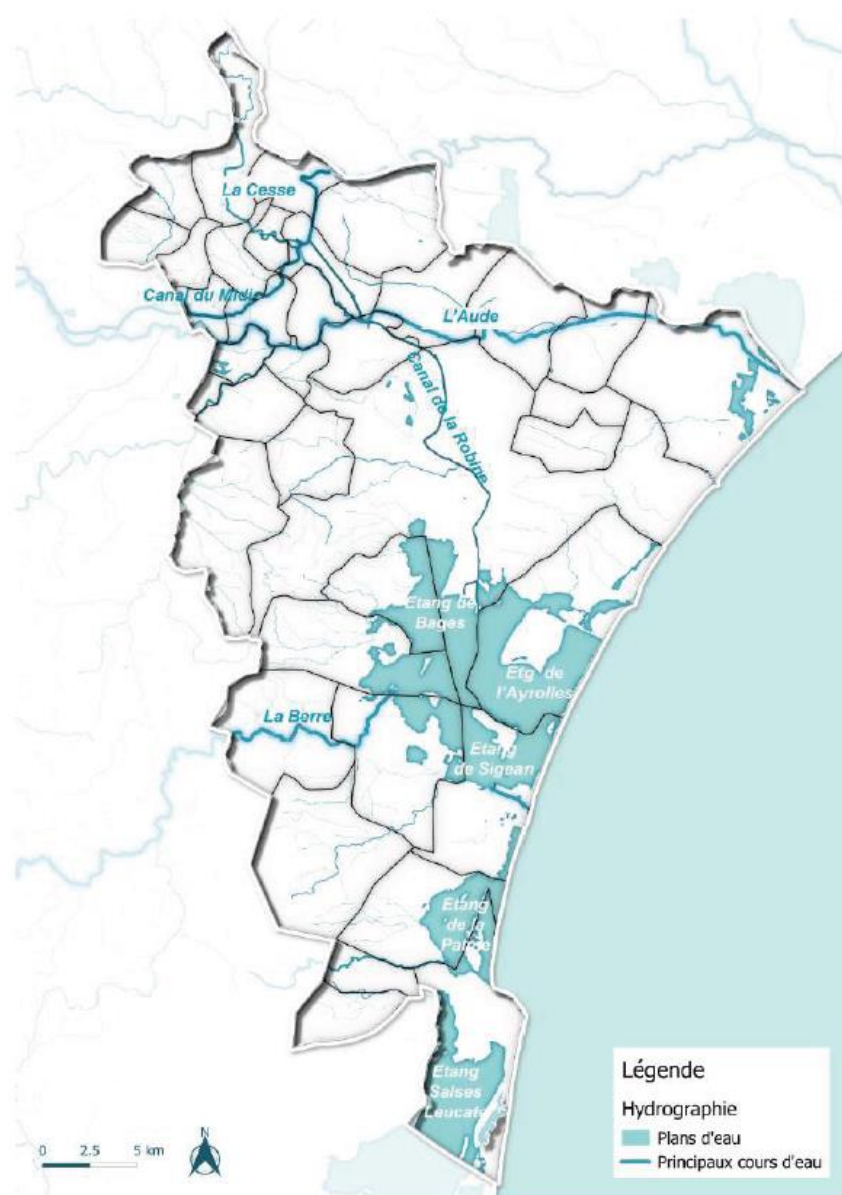 La Cesse
Canal du Midi
L'Aude
Canal de la Robine
Etang de
Bages
Etg de
l'Ayrolles
La Berre
Etang
de Sigean
Etang
de la
Palme
Etang
Salses
Leucate
Légende
Hydrographie
Plans d'eau
Principaux cours d'eau
N
0 2.5 5 km